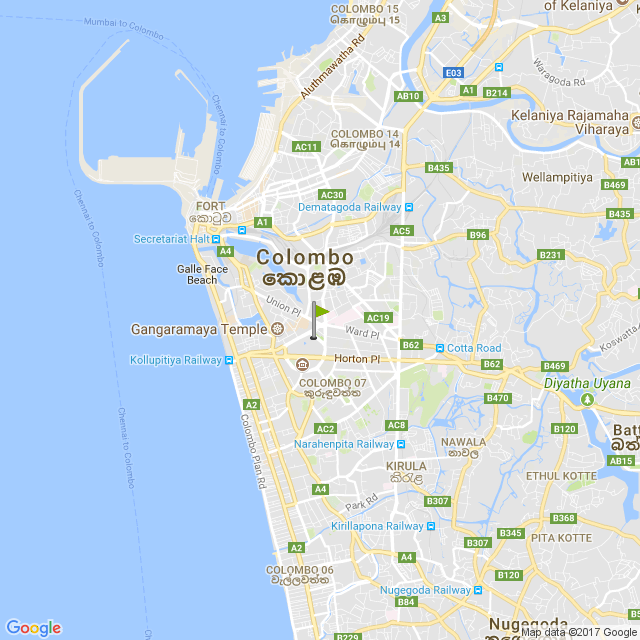 COLOMBO 15
கொழும்பு 15
A3
of Kelaniya
Mumbai to Colombo
Aluthmawatha Rd
E03
A1
B214
Waragoda Rd
AB10
Chennai to Colombo
COLOMBO 14
கொழும்பு 14
Kelaniya Rajamaha
Viharaya
AC11
B435
Wellampitiya
B469
AC30
FORT
කොටුව
Dematagoda Railway
B435
A1
AC5
B96
Secretariat Halt
A4
B231
Chennai to Colombo
Colombo
කොළඹ
Galle Face
Beach
Union Pl
AC19
Gangaramaya Temple
Ward Pl
B62
Cotta Road
Koswatta
Kollupitiya Railway
Horton Pl
B62
B469
COLOMBO 07
කුරුඳුවත්ත
Diyatha Uyana
A2
B470
Chennai to Colombo
Colombo Plan Rd
AC2
AC8
B120
Batt
බත්
Narahenpita Railway
NAWALA
නාවල
AB15
KIRULA
කිරුළ
ETHUL KOTTE
A4
Park Rd
B307
B368
Kirillapona Railway
B345
PITA KOTTE
A2
B307
A4
COLOMBO 06
වැල්ලවත්ත
B120
Nugegoda Railway
B84
Nugegoda
B229
Google
Map data ©2017 Google